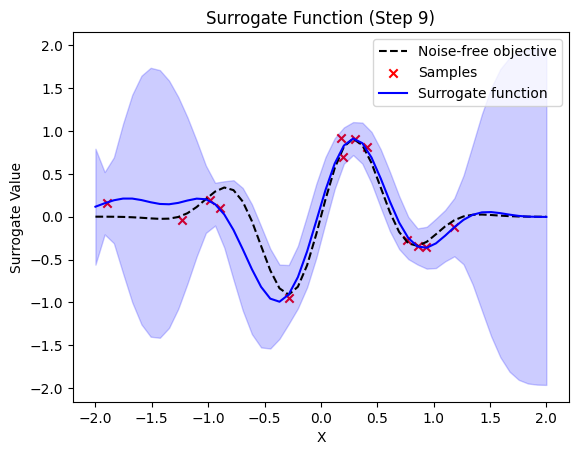 Surrogate Function (Step 9)
Noise-free objective
Samples
Surrogate function
Surrogate Value
2.0
1.5
1.0
0.5
0.0
−0.5
−1.0
−1.5
−2.0
−2.0 −1.5 −1.0 −0.5 0.0 0.5 1.0 1.5 2.0
X